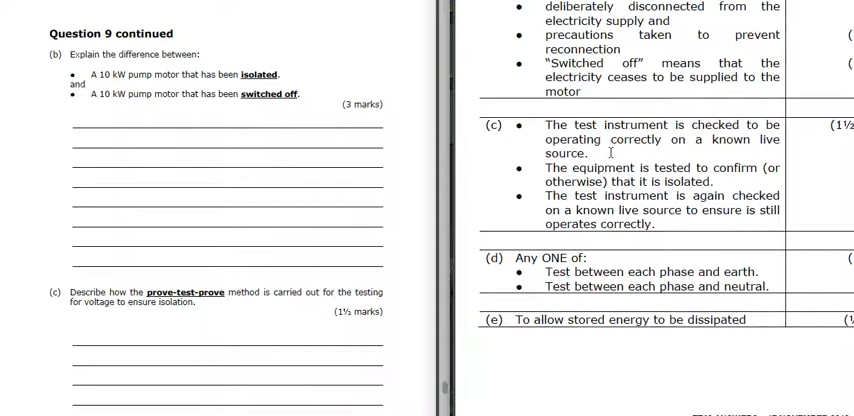 Question 9 continued
(b) Explain the difference between:
• A 10 kW pump motor that has been isolated.
and
• A 10 kW pump motor that has been switched off.
(3 marks)
(c) Describe how the prove-test-prove method is carried out for the testing
for voltage to ensure isolation.
(1½ marks)
• deliberately disconnected from the
electricity supply and
• precautions taken to prevent
reconnection
• “Switched off” means that the
electricity ceases to be supplied to the
motor
(c) • The test instrument is checked to be (1½
operating correctly on a known live
source.
• The equipment is tested to confirm (or
otherwise) that it is isolated.
• The test instrument is again checked
on a known live source to ensure is still
operates correctly.
(d) Any ONE of:
• Test between each phase and earth.
• Test between each phase and neutral.
(e) To allow stored energy to be dissipated